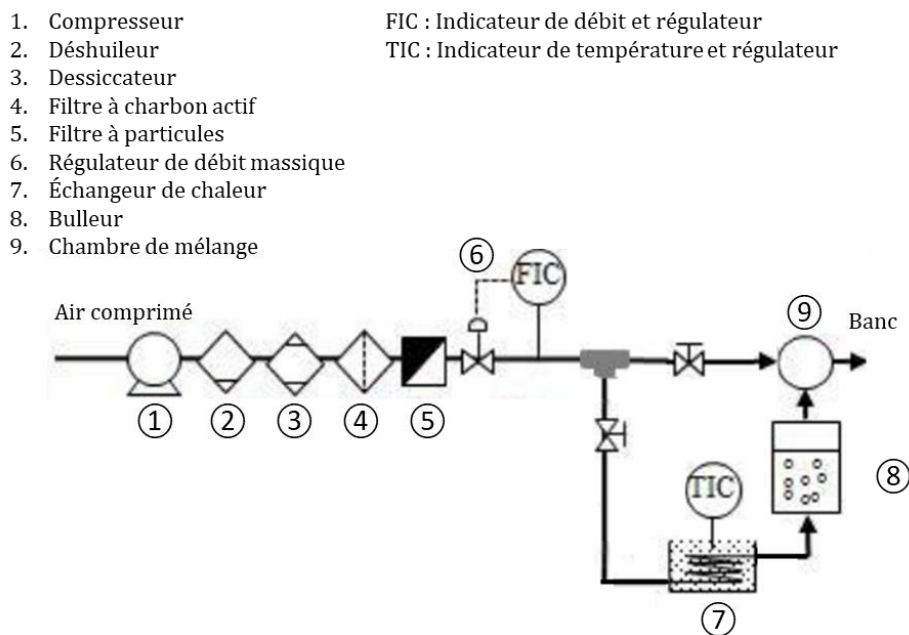 1. Compresseur
2. Déshuileur
3. Dessiccateur
4. Filtre à charbon actif
5. Filtre à particules
6. Régulateur de débit massique
7. Échangeur de chaleur
8. Bulleur
9. Chambre de mélange
FIC : Indicateur de débit et régulateur
TIC : Indicateur de température et régulateur
Air comprimé
6
FIC
9
Banc
1
2
3
4
5
TIC
8
7